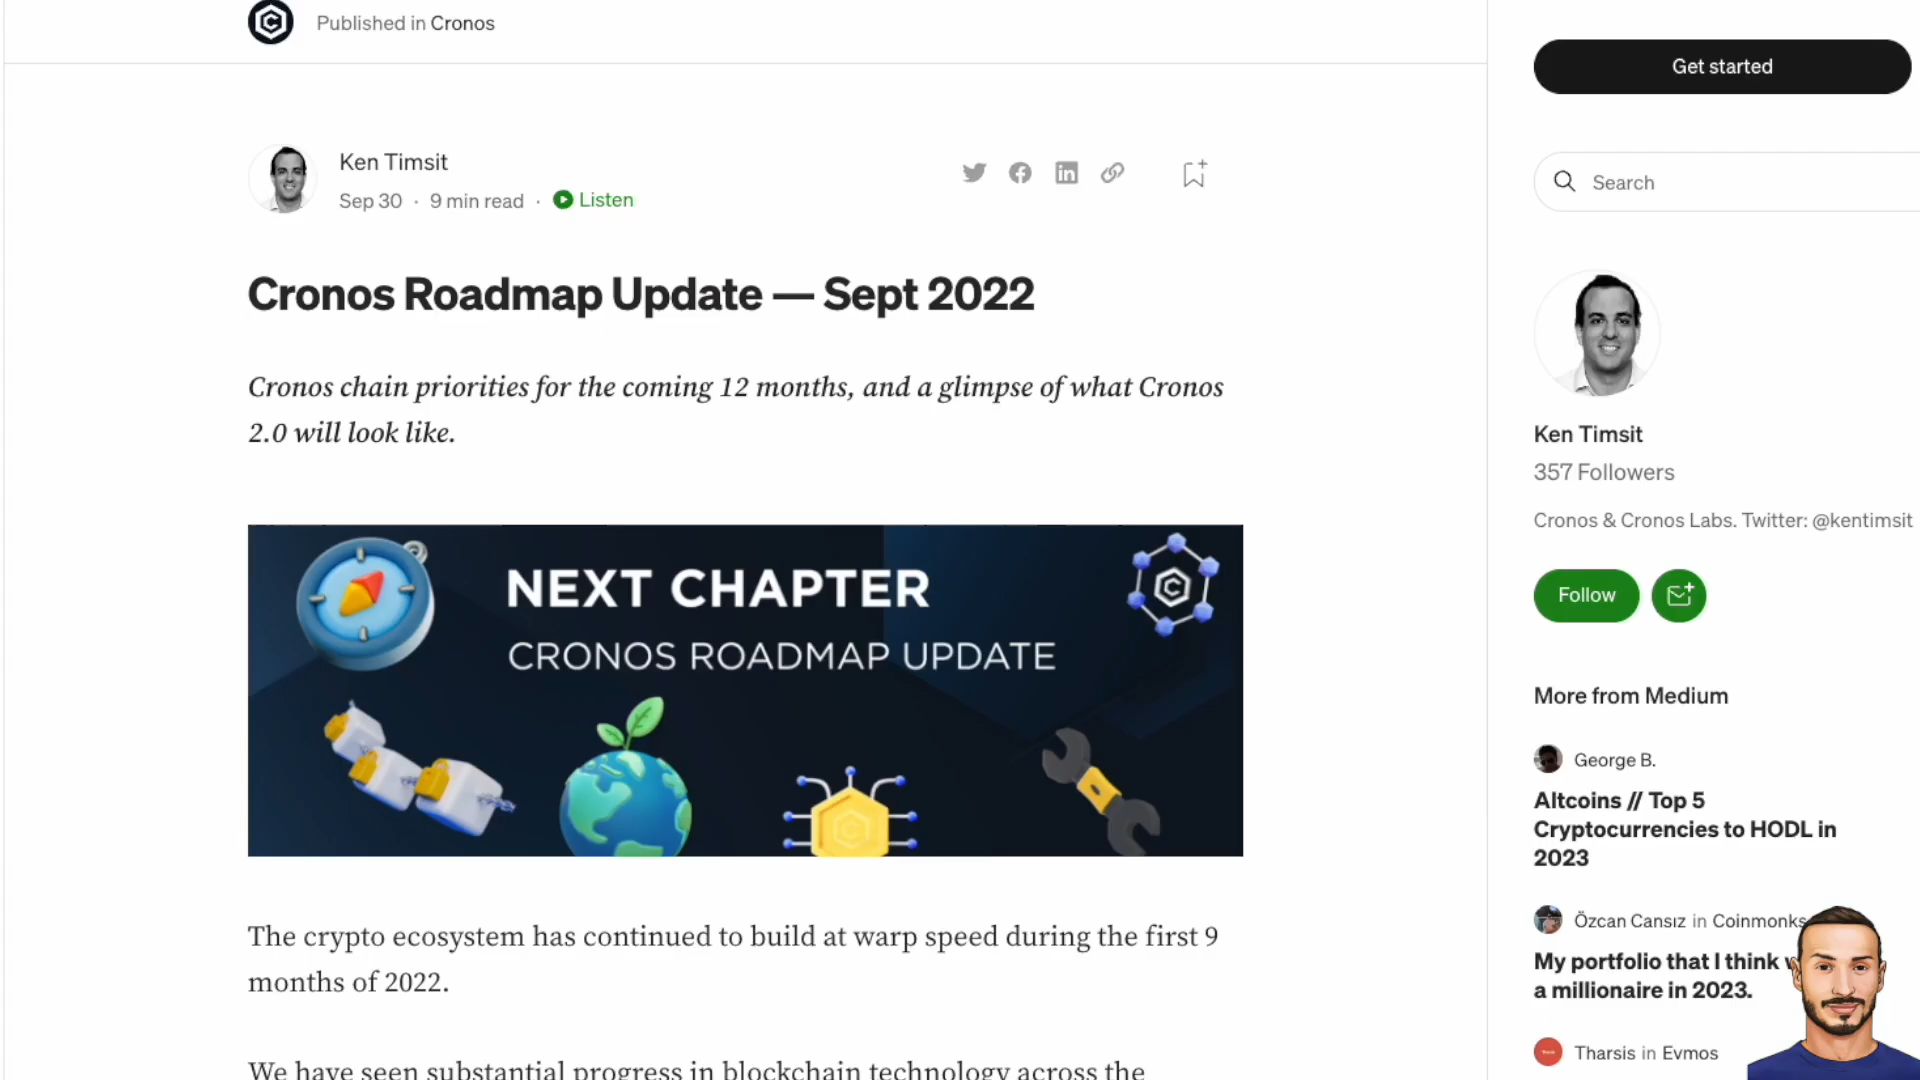 Published in Cronos
Ken Timsit
Sep 30 · 9 min read · Listen
Cronos Roadmap Update — Sept 2022
Cronos chain priorities for the coming 12 months, and a glimpse of what Cronos
2.0 will look like.
NEXT CHAPTER
CRONOS ROADMAP UPDATE
The crypto ecosystem has continued to build at warp speed during the first 9
months of 2022.
We have seen substantial progress in blockchain technology across the
Get started
Search
Ken Timsit
357 Followers
Cronos & Cronos Labs. Twitter: @kentimsit
Follow
More from Medium
George B.
Altcoins // Top 5
Cryptocurrencies to HODL in
2023
Özcan Cansız in Coinmonks
My portfolio that I think
a millionaire in 2023.
Tharsis in Evmos